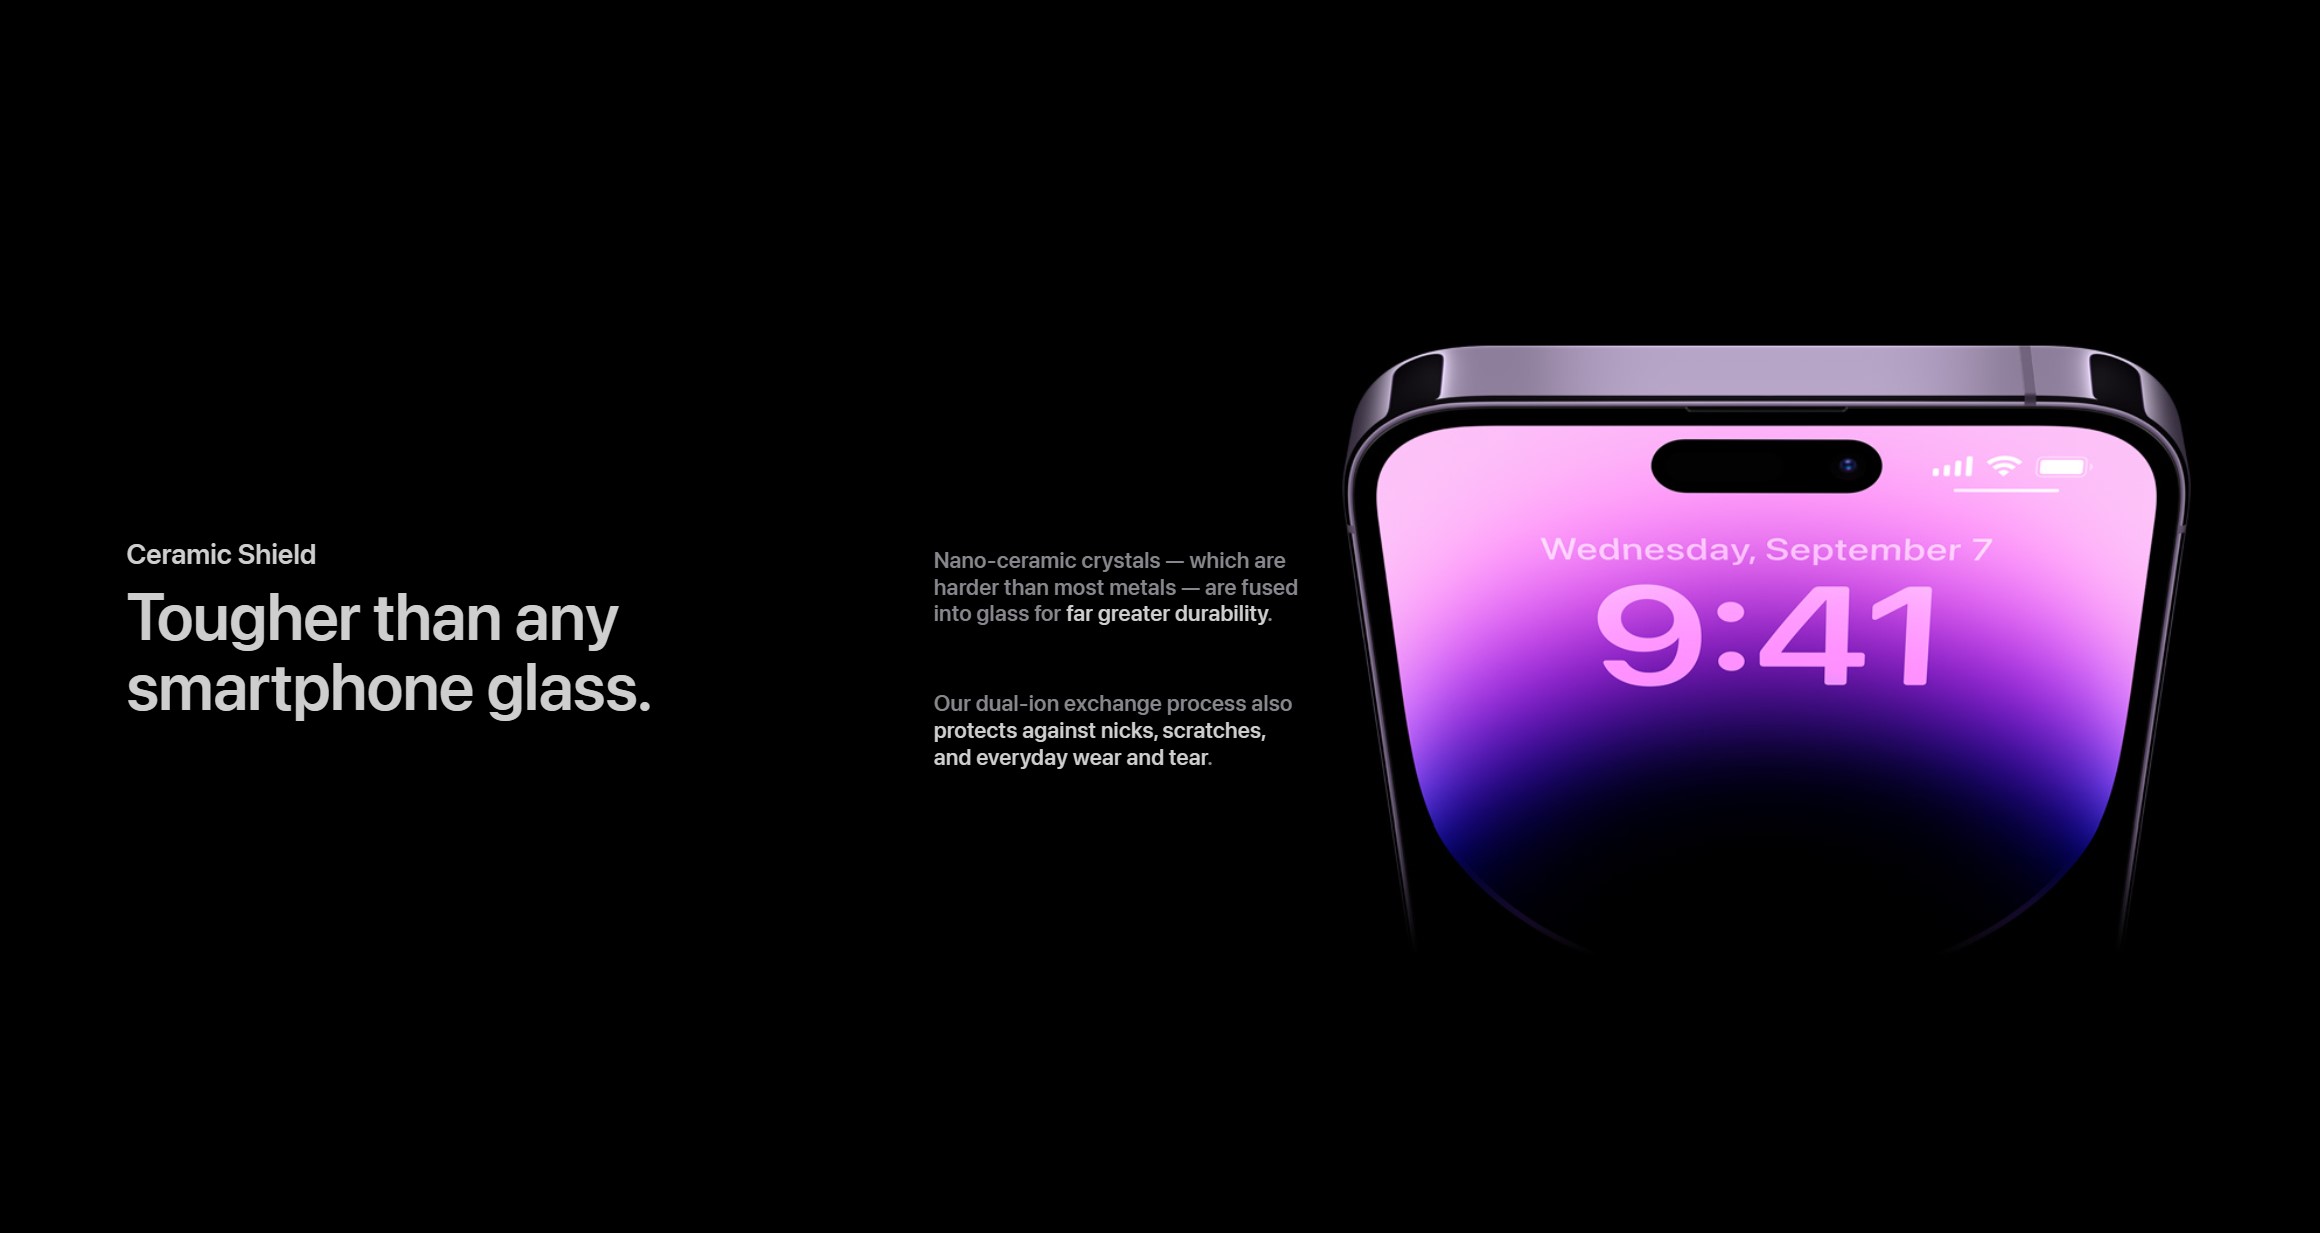 Ceramic Shield
Tougher than any
smartphone glass.
Nano-ceramic crystals — which are
harder than most metals — are fused
into glass for far greater durability.
Our dual-ion exchange process also
protects against nicks, scratches,
and everyday wear and tear.
Wednesday, September 7
9:41